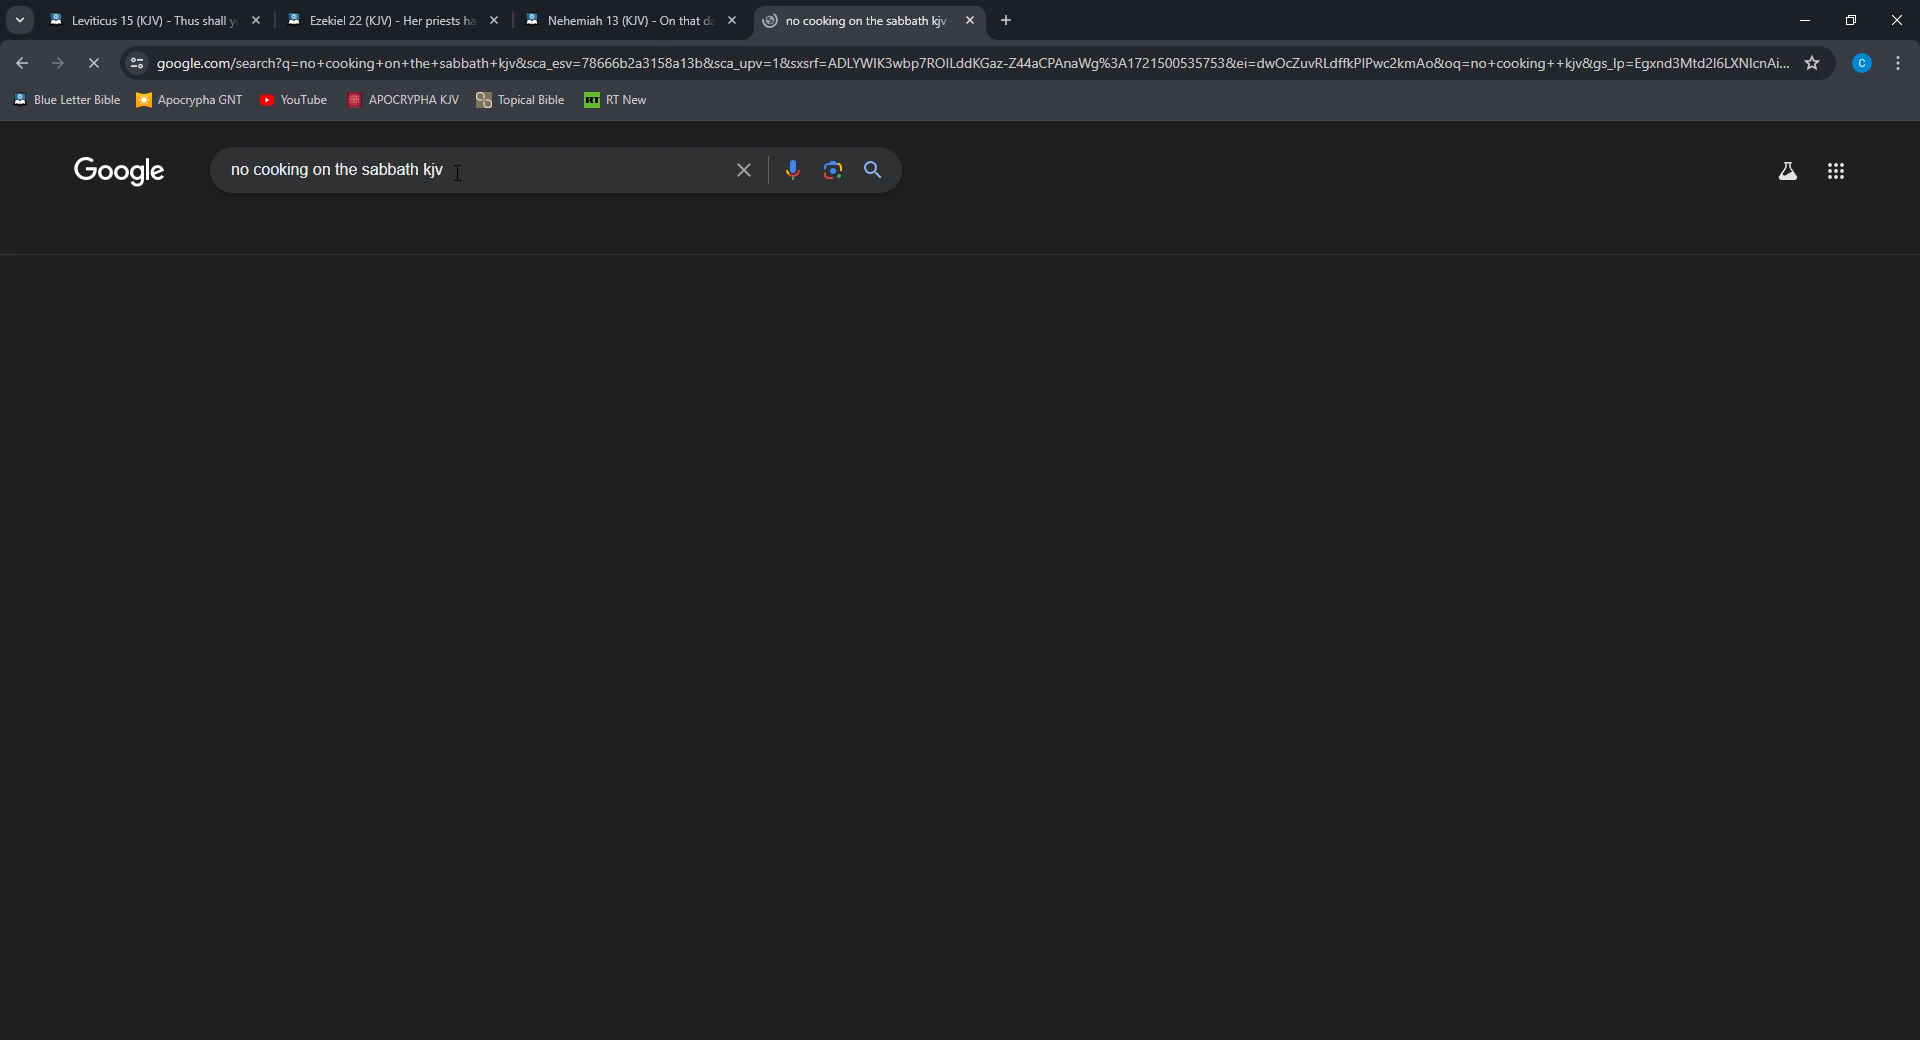 Leviticus 15 (KJV) - Thus shall y
Ezekiel 22 (KJV) - Her priests ha
Nehemiah 13 (KJV) - On that da
no cooking on the sabbath kjv
google.com/search?q=no+cooking+on+the+sabbath+kjv&sca_esv=78666b2a3158a13b&sca_upv=1&sxsrf=ADLYWIK3wbp7ROILddKGaz-Z44aCPAnaWg%3A1721500535753&ei=dwOcZuvRLdffkPIPwc2kmAo&oq=no+cooking++kjv&gs_lp=Egxnd3Mtd2l6LXNlcnAi...
C
Blue Letter Bible
Apocrypha GNT
YouTube
APOCRYPHA KJV
Topical Bible
RT
RT New
Google
no cooking on the sabbath kjv